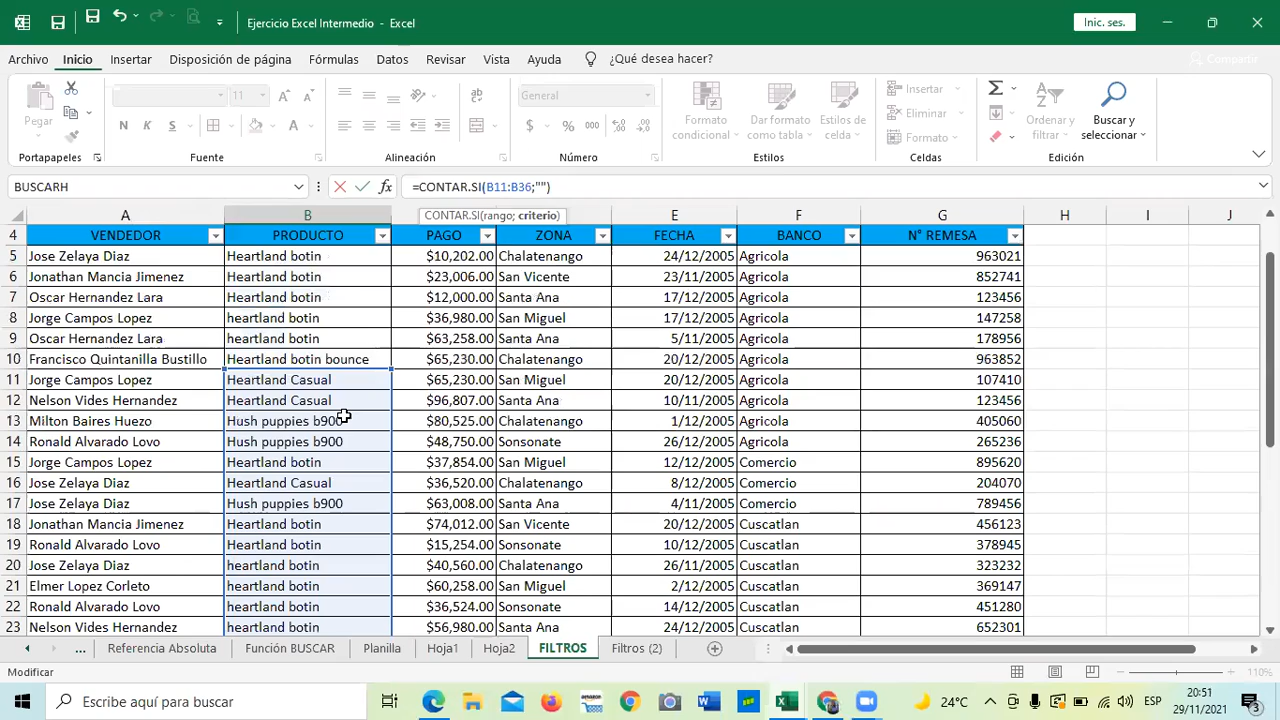 Ejercicio Excel Intermedio - Excel
Inic. ses.
Archivo Inicio Insertar Disposición de página Fórmulas Datos Revisar Vista Ayuda ¿Qué desea hacer? Compartir
Pegar
11
N K S
General
$ % 000
Formato condicional
Dar formato como tabla
Estilos de celda
Insertar
Eliminar
Formato
Ordenar y filtrar
Buscar y seleccionar
Portapapeles Fuente Alineación Número Estilos Celdas Edición
BUSCARH =CONTAR.SI(B11:B36;"")
CONTAR.SI(rango; criterio)
A B E F G H I J
4 VENDEDOR PRODUCTO PAGO ZONA FECHA BANCO N° REMESA
5 Jose Zelaya Diaz Heartland botin $10,202.00 Chalatenango 24/12/2005 Agricola 963021
6 Jonathan Mancia Jimenez Heartland botin $23,006.00 San Vicente 23/11/2005 Agricola 852741
7 Oscar Hernandez Lara Heartland botin $12,000.00 Santa Ana 17/12/2005 Agricola 123456
8 Jorge Campos Lopez heartland botin $36,980.00 San Miguel 17/12/2005 Agricola 147258
9 Oscar Hernandez Lara heartland botin $63,258.00 Santa Ana 5/11/2005 Agricola 178956
10 Francisco Quintanilla Bustillo Heartland botin bounce $65,230.00 Chalatenango 20/12/2005 Agricola 963852
11 Jorge Campos Lopez Heartland Casual $65,230.00 San Miguel 20/12/2005 Agricola 107410
12 Nelson Vides Hernandez Heartland Casual $96,807.00 Santa Ana 10/11/2005 Agricola 123456
13 Milton Baires Huezo Hush puppies b900 $80,525.00 Chalatenango 1/12/2005 Agricola 405060
14 Ronald Alvarado Lovo Hush puppies b900 $48,750.00 Sonsonate 26/12/2005 Agricola 265236
15 Jorge Campos Lopez Heartland botin $37,854.00 San Miguel 12/12/2005 Comercio 895620
16 Jose Zelaya Diaz Heartland Casual $36,520.00 Chalatenango 8/12/2005 Comercio 204070
17 Jose Zelaya Diaz Hush puppies b900 $63,008.00 Santa Ana 4/11/2005 Comercio 789456
18 Jonathan Mancia Jimenez Heartland botin $74,012.00 San Vicente 20/12/2005 Cuscatlan 456123
19 Ronald Alvarado Lovo Heartland botin $15,254.00 Sonsonate 10/12/2005 Cuscatlan 378945
20 Jose Zelaya Diaz heartland botin $40,560.00 Chalatenango 26/11/2005 Cuscatlan 323232
21 Elmer Lopez Corleto heartland botin $60,258.00 San Miguel 2/12/2005 Cuscatlan 369147
22 Ronald Alvarado Lovo heartland botin $36,524.00 Sonsonate 14/12/2005 Cuscatlan 451280
23 Nelson Vides Hernandez heartland botin $56,980.00 Santa Ana 24/12/2005 Cuscatlan 652301
... Referencia Absoluta Función BUSCAR Planilla Hoja1 Hoja2 FILTROS Filtros (2)
Modificar 110%
Escribe aquí para buscar 24°C ESP 20:51
29/11/2021 3